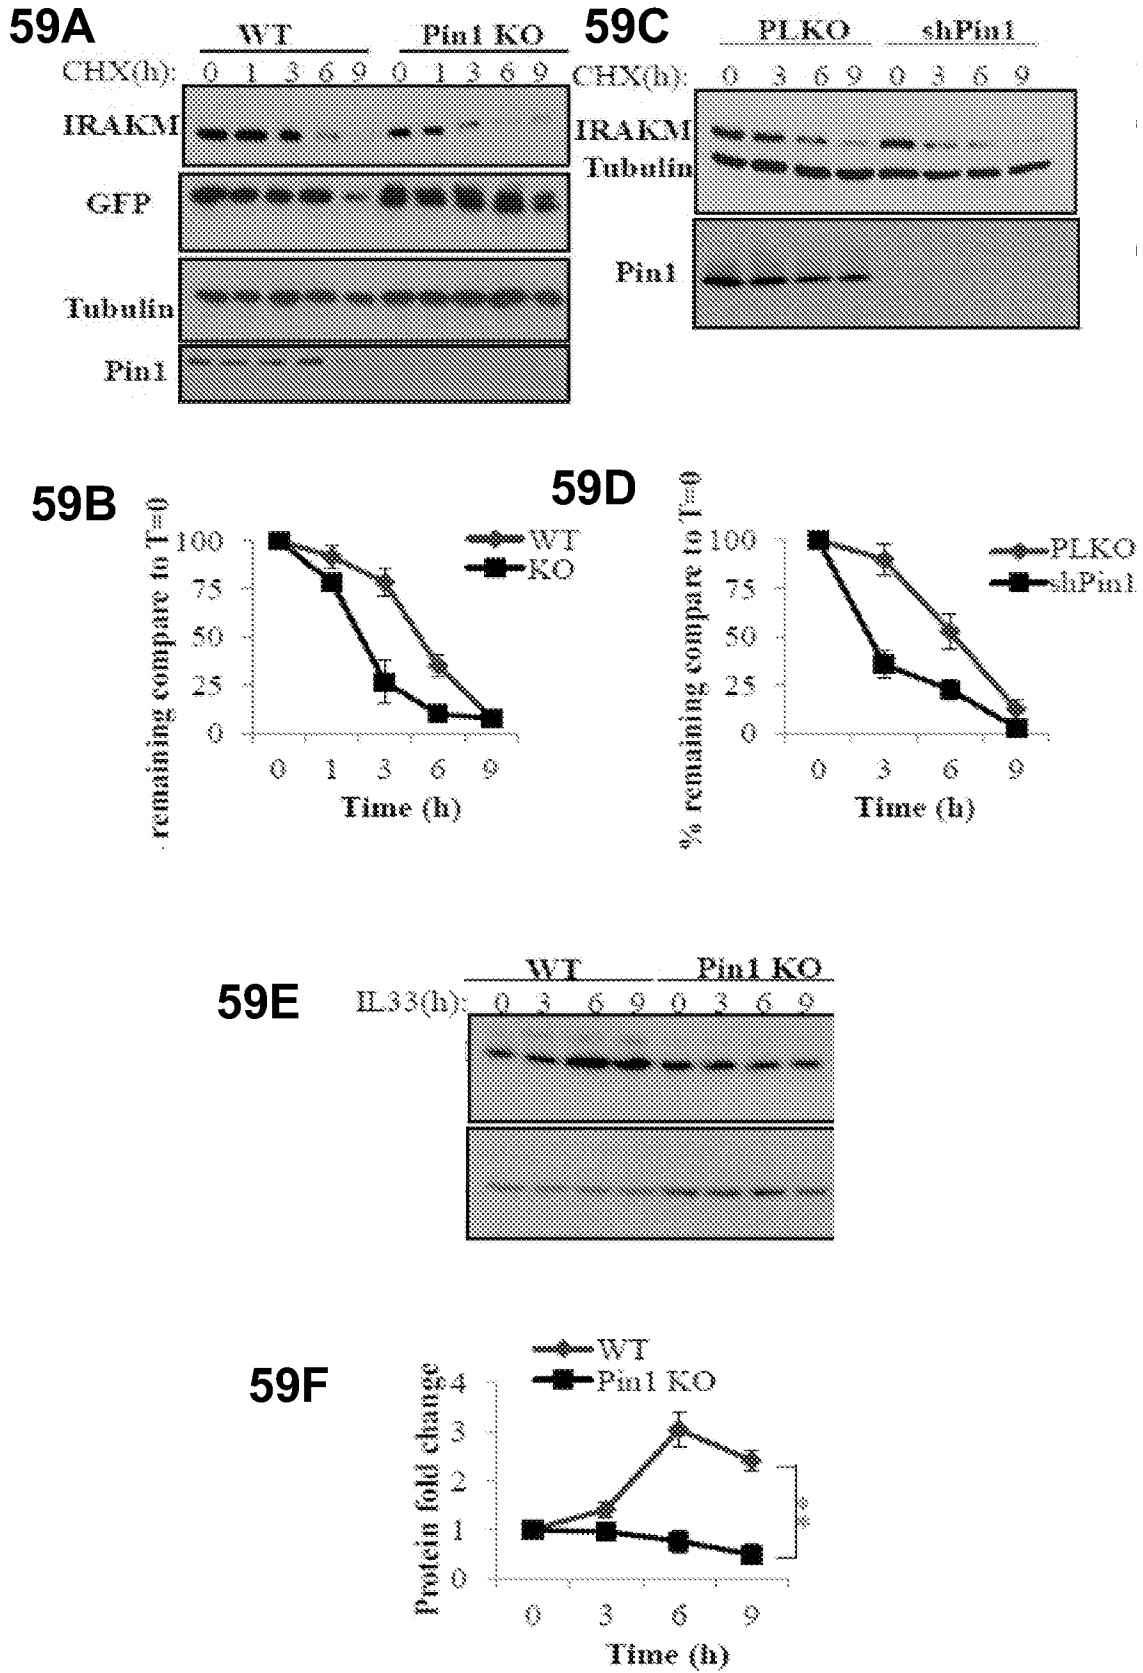 59A
WT Pin1 KO
CHX(h): 0 1 3 6 9 0 1 3 6 9
IRAKM
GFP
Tubulin
Pin1
59C
PLKO shPin1
CHX(h): 0 3 6 9 0 3 6 9
IRAKM
Tubulin
Pin1
59B
remaining compare to T=0
100
75
50
25
0
0 1 3 6 9
Time (h)
WT
KO
59D
% remaining compare to T=0
100
75
50
25
0
0 3 6 9
Time (h)
PLKO
shPin1
59E
WT Pin1 KO
IL33(h): 0 3 6 9 0 3 6 9
59F
WT
Pin1 KO
Protein fold change
4
3
2
1
0
0 3 6 9
Time (h)
**